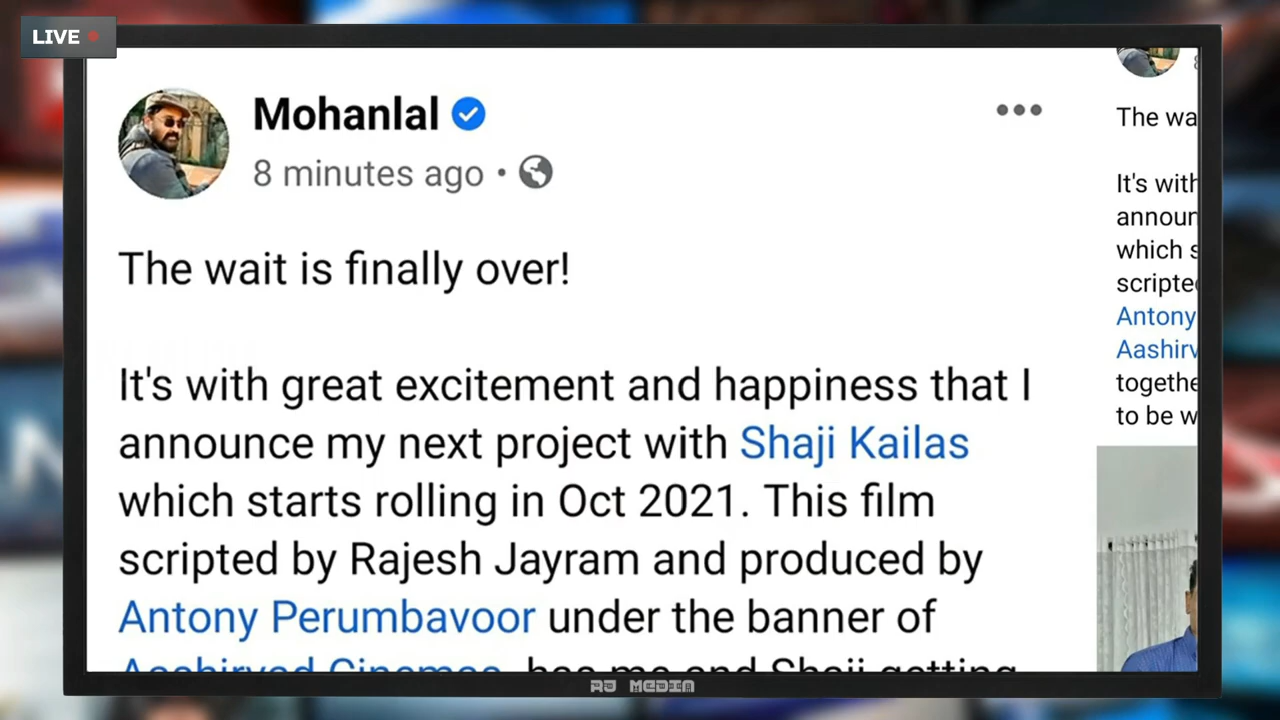 LIVE
Mohanlal
8 minutes ago
The wait is finally over!
It's with great excitement and happiness that I
announce my next project with Shaji Kailas
which starts rolling in Oct 2021. This film
scripted by Rajesh Jayram and produced by
Antony Perumbavoor under the banner of
Aashirvad Cinemas, has me and Shaji getting
The wa
It's with
announ
which s
scripte
Antony
Aashirv
togethe
to be w
AJ MEDIA